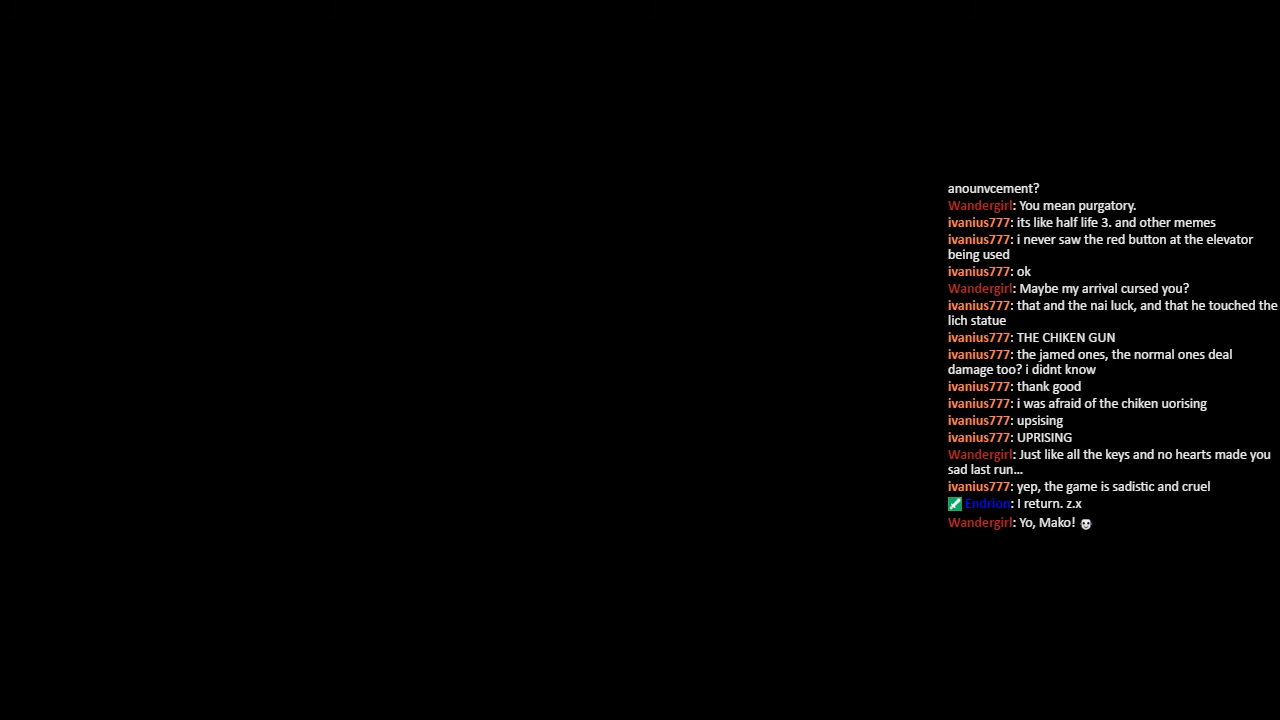 anounvcement?
Wandergirl: You mean purgatory.
ivanius777: its like half life 3. and other memes
ivanius777: i never saw the red button at the elevator
being used
ivanius777: ok
Wandergirl: Maybe my arrival cursed you?
ivanius777: that and the nai luck, and that he touched the
lich statue
ivanius777: THE CHIKEN GUN
ivanius777: the jamed ones, the normal ones deal
damage too? i didnt know
ivanius777: thank good
ivanius777: i was afraid of the chiken uorising
ivanius777: upsising
ivanius777: UPRISING
Wandergirl: Just like all the keys and no hearts made you
sad last run...
ivanius777: yep, the game is sadistic and cruel
Endrion: I return. z.x
Wandergirl: Yo, Mako!